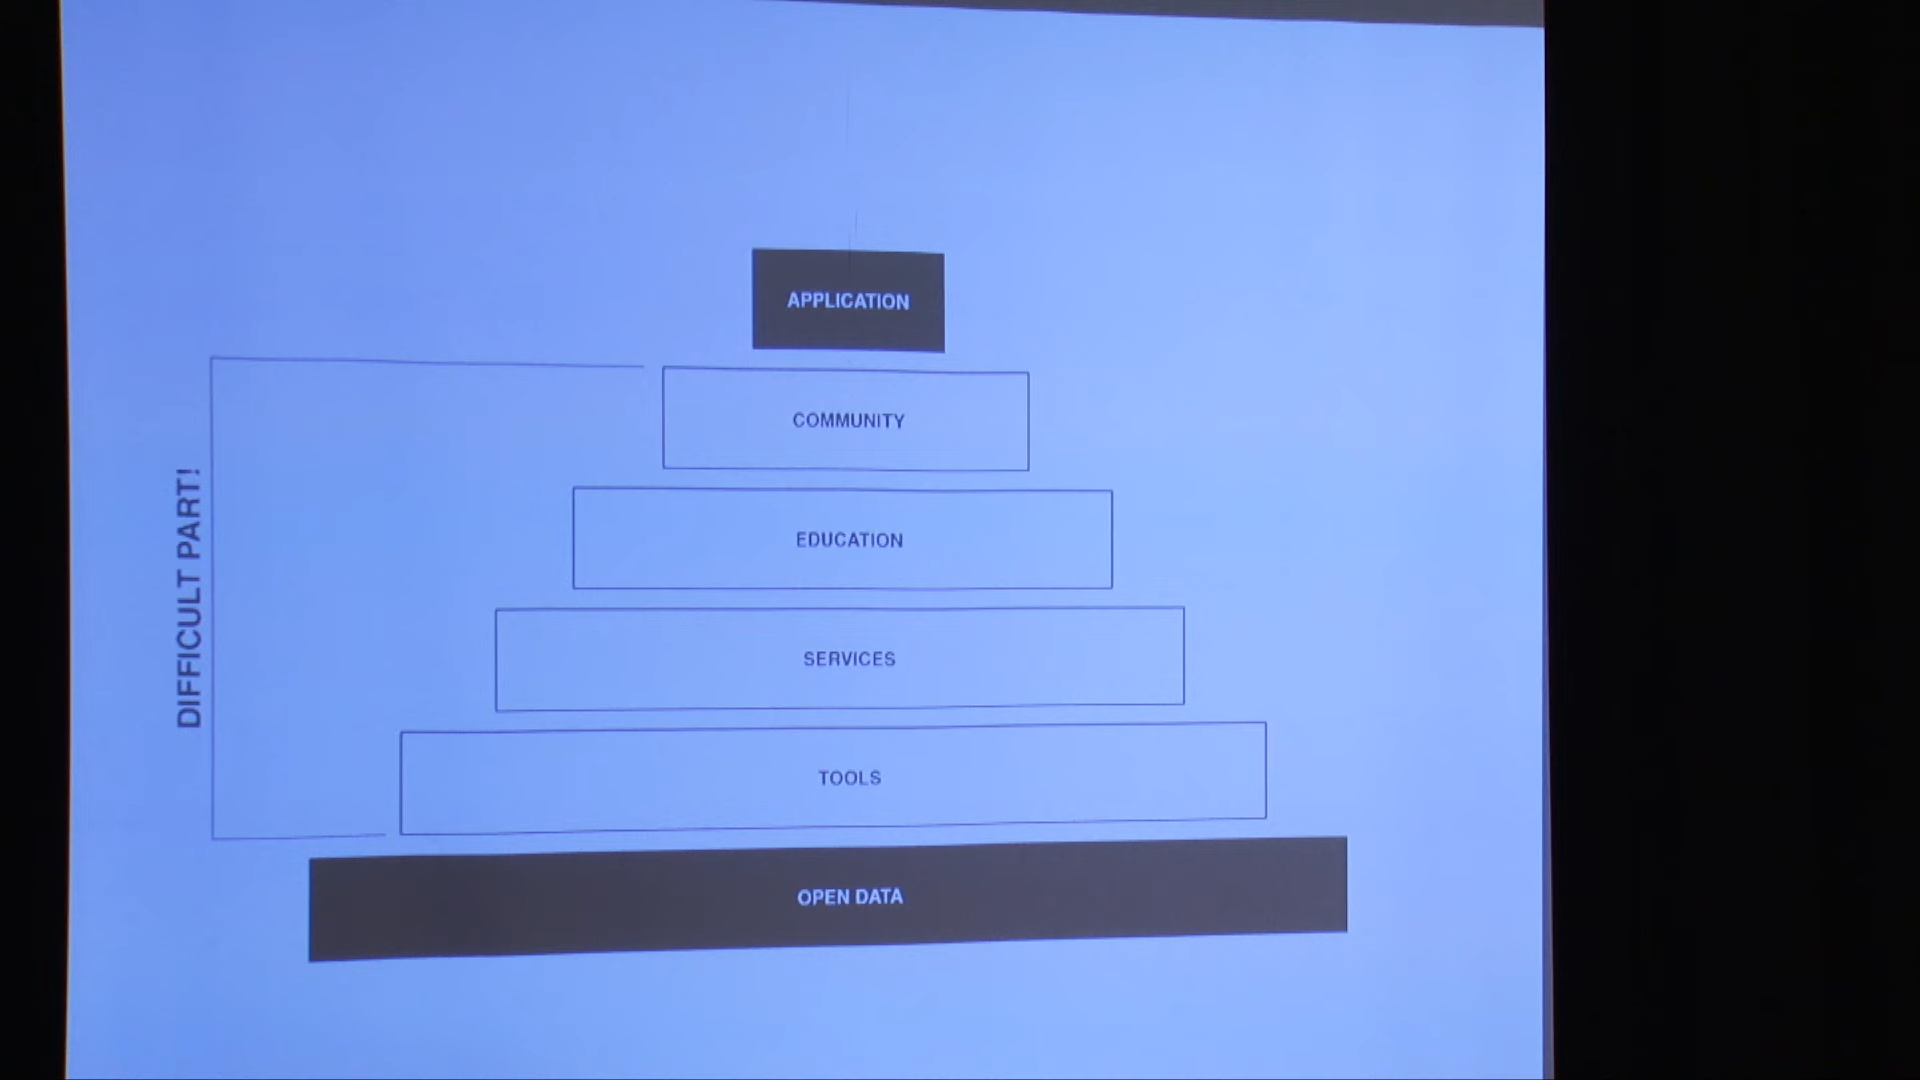 APPLICATION
COMMUNITY
EDUCATION
SERVICES
TOOLS
OPEN DATA
DIFFICULT PART!